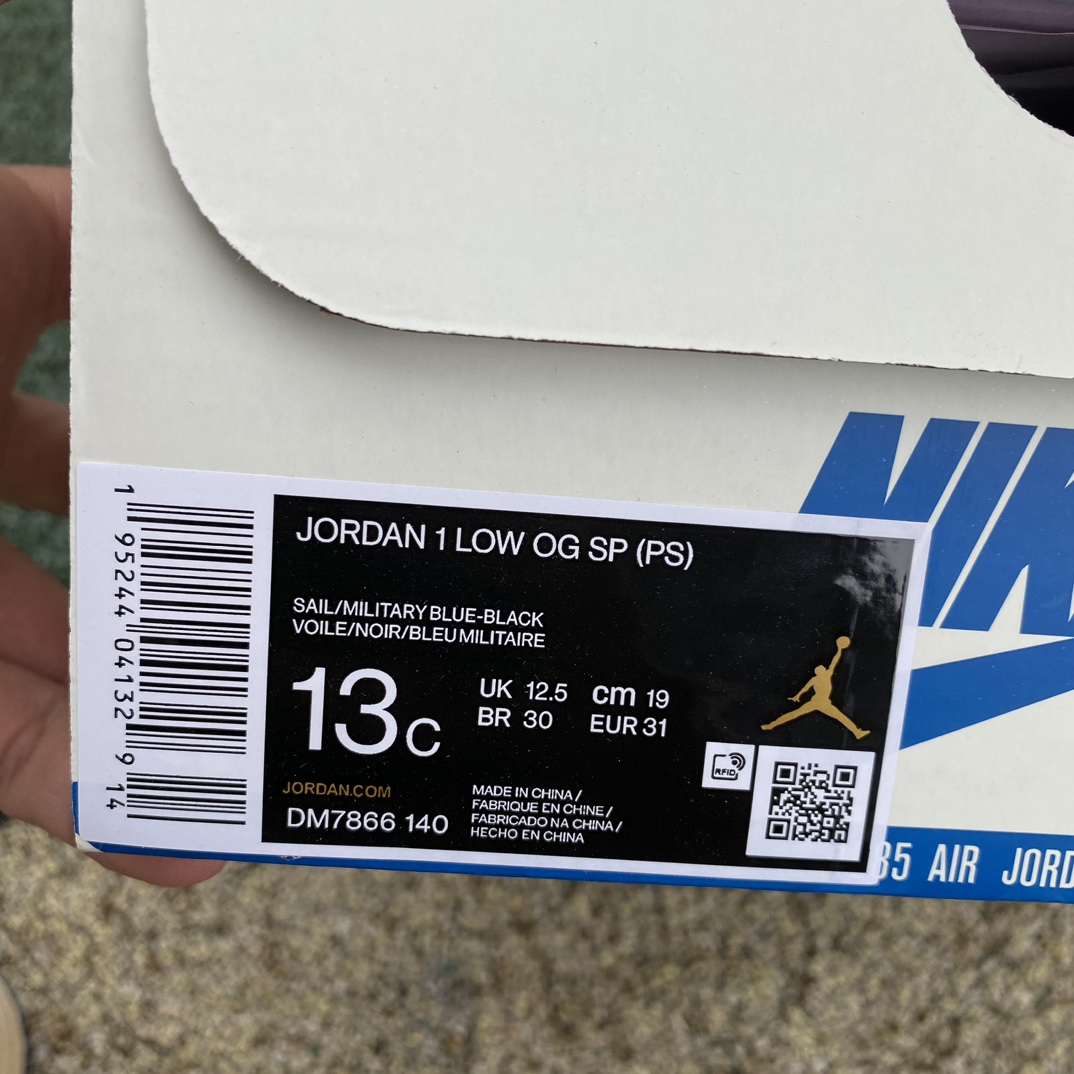 NIK
JORDAN 1 LOW OG SP (PS)
SAIL/MILITARY BLUE-BLACK
VOILE/NOIR/BLEU MILITAIRE
13C
UK 12.5 cm 19
BR 30 EUR 31
RFID
JORDAN.COM
DM7866 140
MADE IN CHINA /
FABRIQUE EN CHINE /
FABRICADO NA CHINA /
HECHO EN CHINA
1 95244 04132 9 14
85 AIR JORD